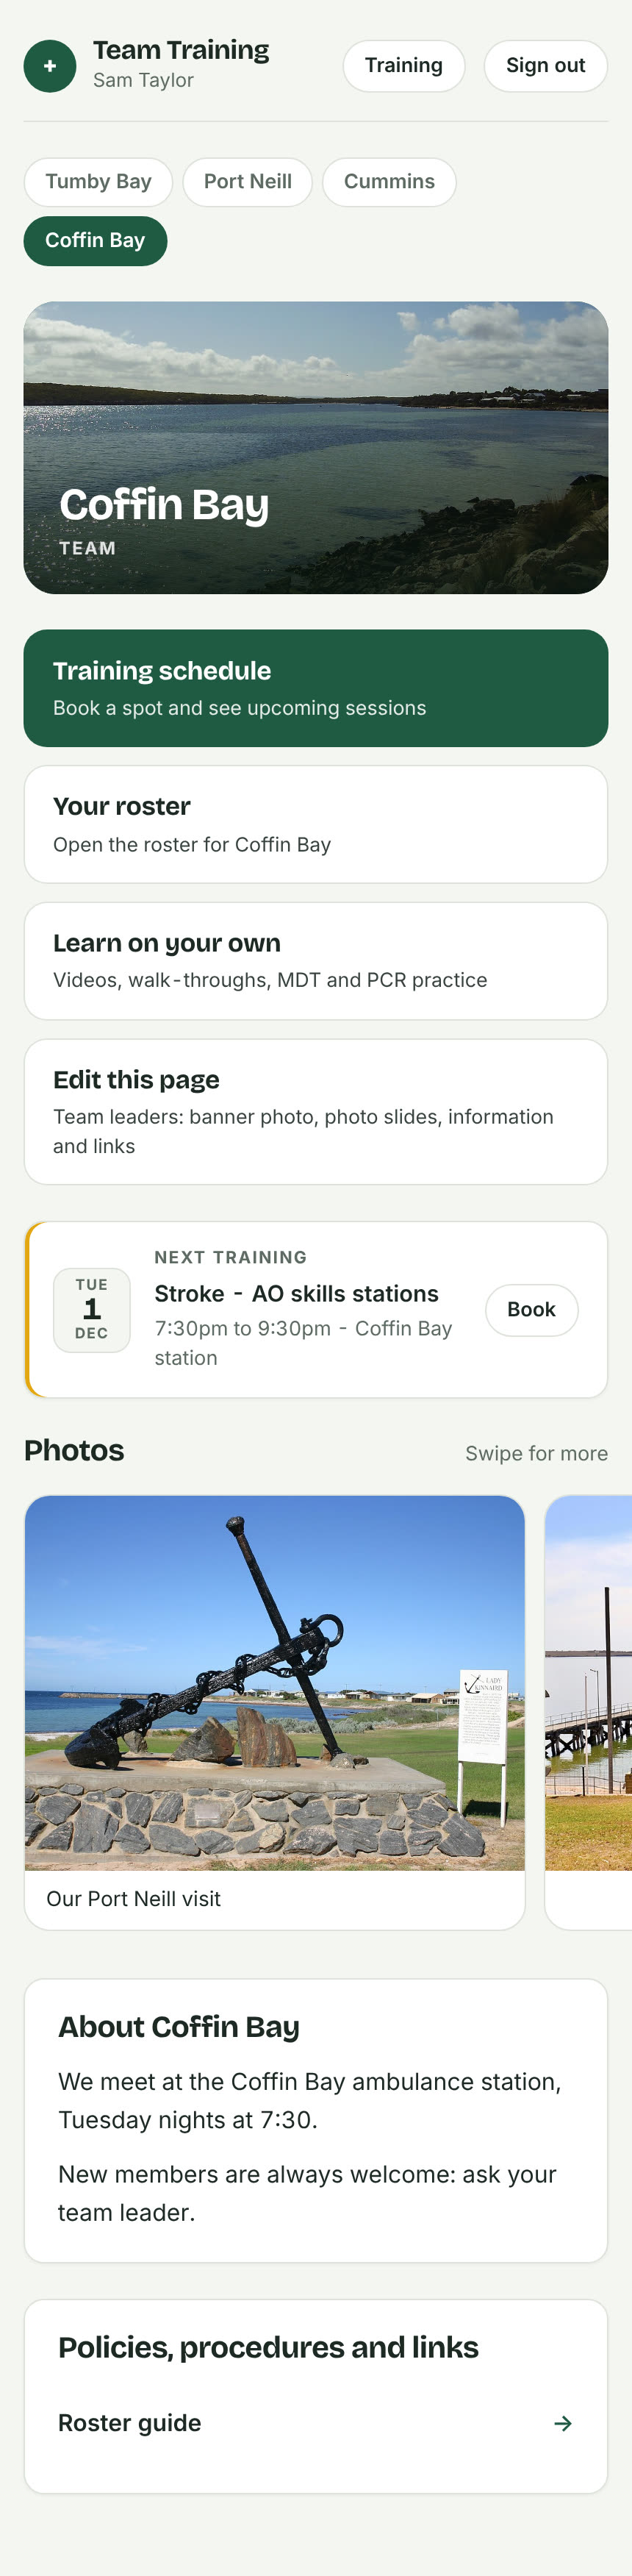 Team Training
Sam Taylor
Training
Sign out
Tumby Bay
Port Neill
Cummins
Coffin Bay
Coffin Bay
TEAM
Training schedule
Book a spot and see upcoming sessions
Your roster
Open the roster for Coffin Bay
Learn on your own
Videos, walk-throughs, MDT and PCR practice
Edit this page
Team leaders: banner photo, photo slides, information
and links
TUE
1
DEC
NEXT TRAINING
Stroke - AO skills stations
7:30pm to 9:30pm - Coffin Bay
station
Book
Photos
Swipe for more
LADY
KINNAIRD
Our Port Neill visit
About Coffin Bay
We meet at the Coffin Bay ambulance station,
Tuesday nights at 7:30.
New members are always welcome: ask your
team leader.
Policies, procedures and links
Roster guide